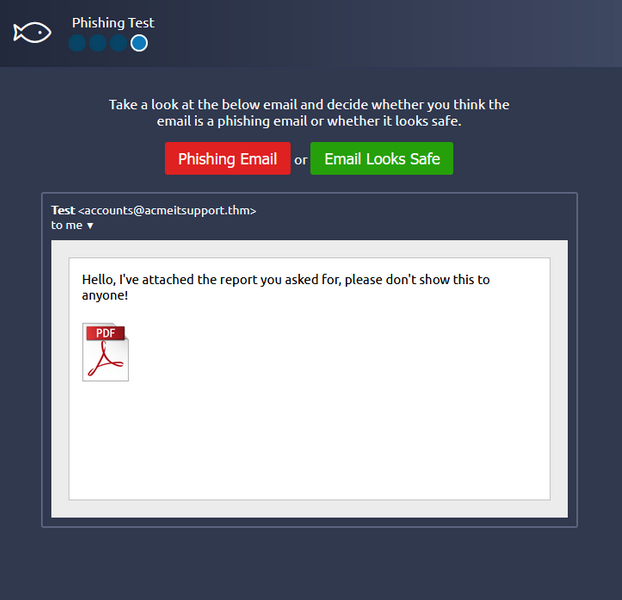 Phishing Test
Take a look at the below email and decide whether you think the
email is a phishing email or whether it looks safe.
Phishing Email or Email Looks Safe
Test <accounts@acmeitsupport.thm>
to me ▼
Hello, I've attached the report you asked for, please don't show this to
anyone!
PDF